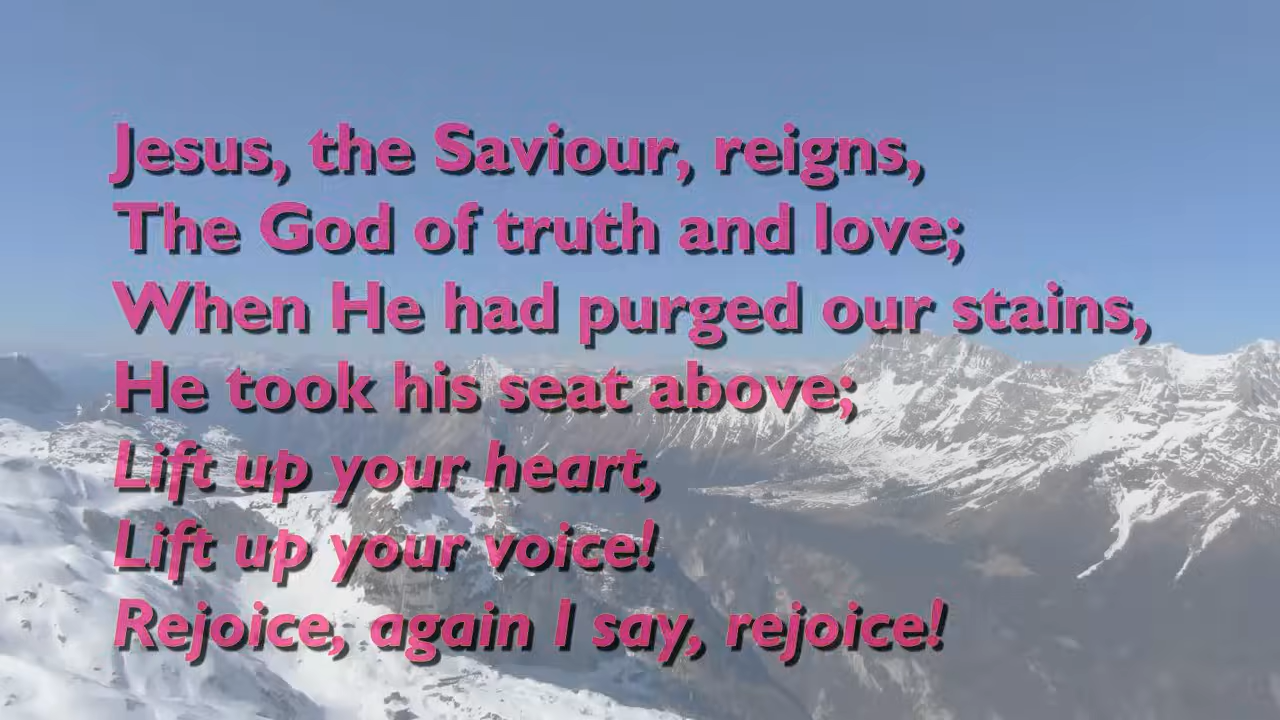 Jesus, the Saviour, reigns,
The God of truth and love;
When He had purged our stains,
He took his seat above;
Lift up your heart,
Lift up your voice!
Rejoice, again I say, rejoice!